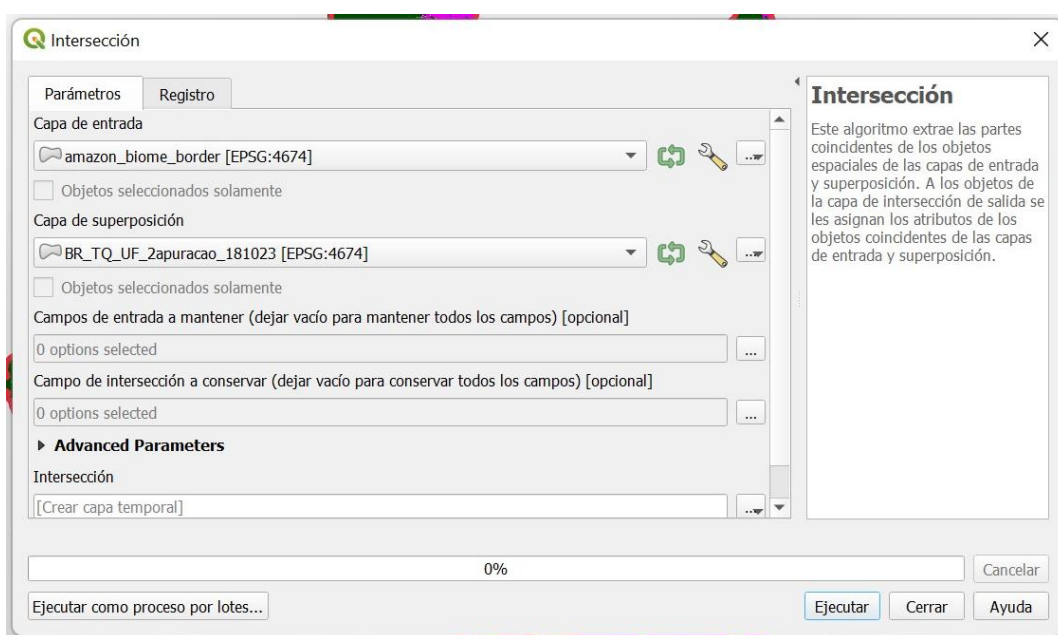 Intersección
Parámetros
Registro
Capa de entrada
amazon_biome_border [EPSG:4674]
...
Objetos seleccionados solamente
Capa de superposición
BR_TQ_UF_2apuracao_181023 [EPSG:4674]
...
Objetos seleccionados solamente
Campos de entrada a mantener (dejar vacío para mantener todos los campos) [opcional]
0 options selected
...
Campo de intersección a conservar (dejar vacío para conservar todos los campos) [opcional]
0 options selected
...
Advanced Parameters
Intersección
[Crear capa temporal]
...
Intersección
Este algoritmo extrae las partes
coincidentes de los objetos
espaciales de las capas de entrada
y superposición. A los objetos de
la capa de intersección de salida se
les asignan los atributos de los
objetos coincidentes de las capas
de entrada y superposición.
0%
Cancelar
Ejecutar como proceso por lotes...
Ejecutar
Cerrar
Ayuda